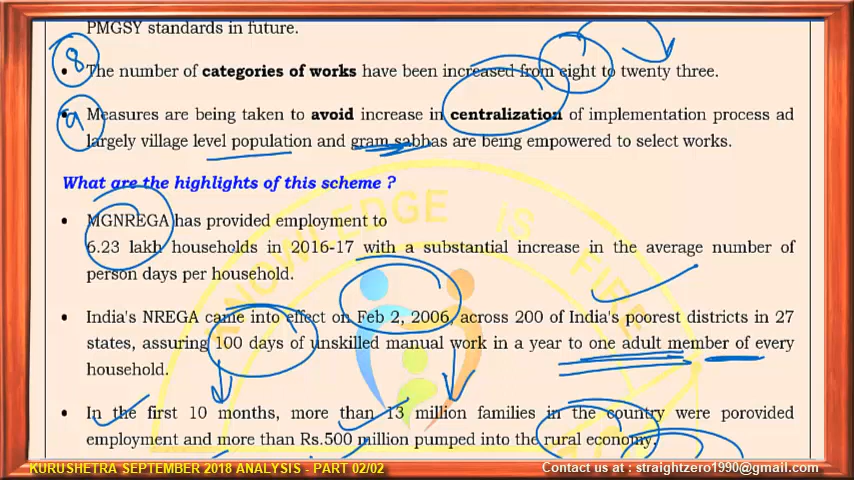 PMGSY standards in future.
8
• The number of categories of works have been increased from eight to twenty three.
9
• Measures are being taken to avoid increase in centralization of implementation process ad
largely village level population and gram sabhas are being empowered to select works.
What are the highlights of this scheme ?
• MGNREGA has provided employment to
6.23 lakh households in 2016-17 with a substantial increase in the average number of
person days per household.
• India's NREGA came into effect on Feb 2, 2006, across 200 of India's poorest districts in 27
states, assuring 100 days of unskilled manual work in a year to one adult member of every
household.
• In the first 10 months, more than 13 million families in the country were porovided
employment and more than Rs.500 million pumped into the rural economy.
KNOWLEDGE IS FIRE
KURUSHETRA SEPTEMBER 2018 ANALYSIS - PART 02/02
Contact us at : straightzero1990@gmail.com